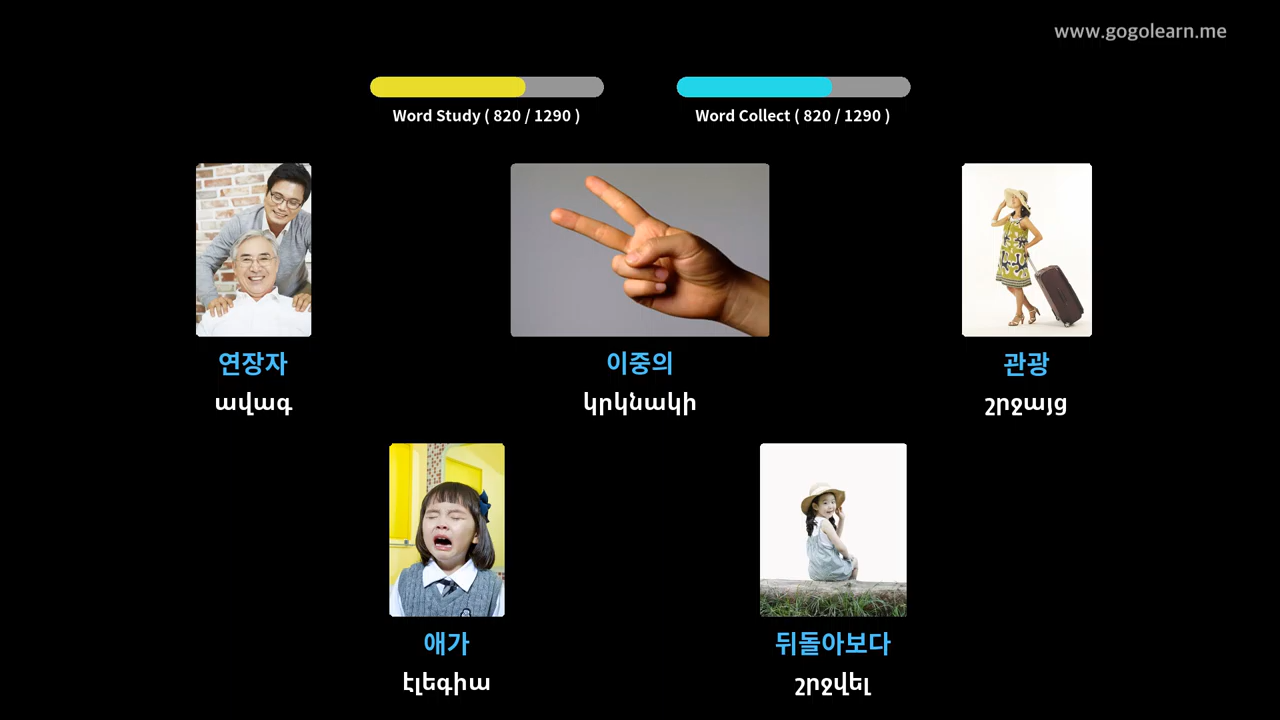 www.gogolearn.me
Word Study ( 820 / 1290 )
Word Collect ( 820 / 1290 )
연장자
이중의
관광
ավագ
կրկնակի
շրջայց
애가
뒤돌아보다
էլեգիա
շրջվել